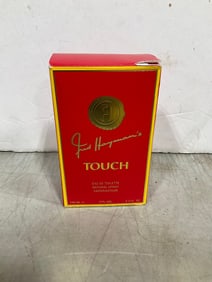 Fred Hayman's
TOUCH
EAU DE TOILETTE
NATURAL SPRAY
VAPORISATEUR